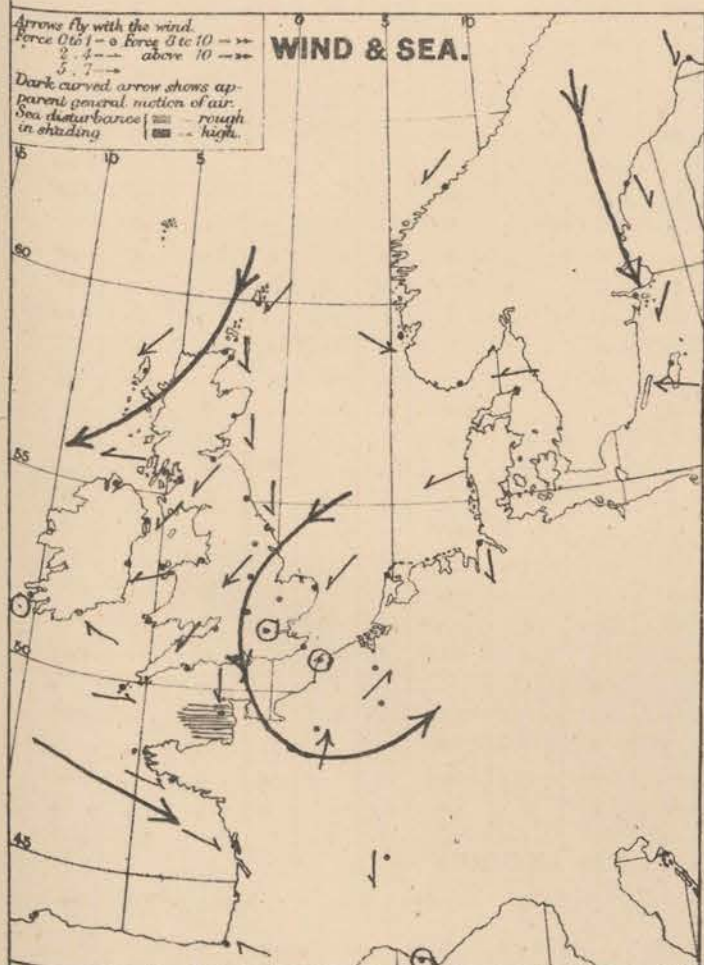 Arrows fly with the wind.
Force 0 to 1 — Force 8 to 10 —
2 . 4 — above 10 —
5 . 7 —
Dark curved arrow shows ap-
parent general motion of air.
Sea disturbance — rough
in shading — high.
WIND & SEA.
0 5 10
15 10 5
60
55
50
45